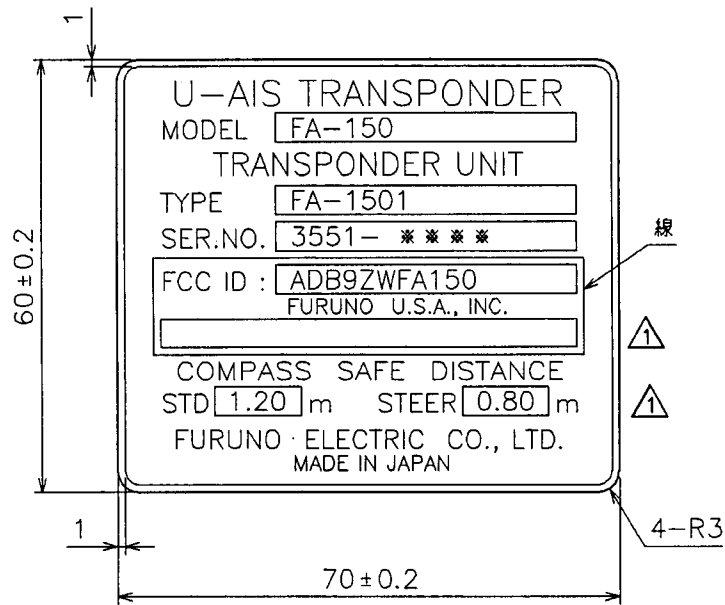 1
U-AIS TRANSPONDER
MODEL FA-150
TRANSPONDER UNIT
TYPE FA-1501
SER.NO. 3551- ※※※※
線
FCC ID : ADB9ZWFA150
FURUNO U.S.A., INC.
1
COMPASS SAFE DISTANCE
STD 1.20 m STEER 0.80 m
1
FURUNO ELECTRIC CO., LTD.
MADE IN JAPAN
60±0.2
1
4-R3
70±0.2